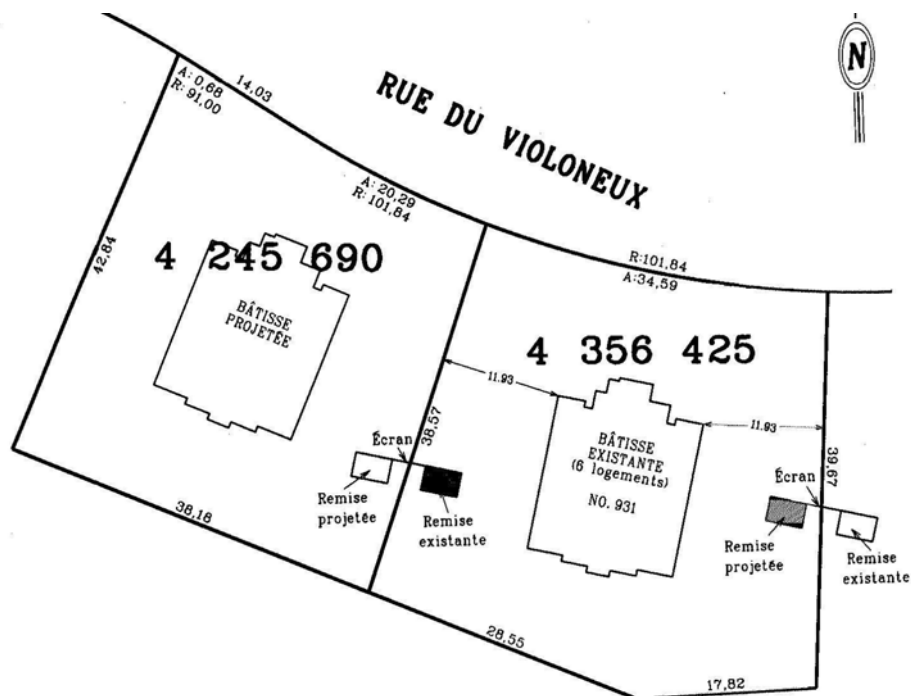 N
RUE DU VIOLONEUX
A: 0,68
R: 91,00
14,03
A: 20,29
R: 101,84
R:101,84
A:34,59
42,84
4 245 690
BÂTISSE
PROJETÉE
4 356 425
11.93
11.93
38,57
39,67
BÂTISSE
EXISTANTE
(6 logements)
NO. 931
Écran
Remise
projetée
Remise
existante
Écran
Remise
projetée
Remise
existante
38,18
28,55
17,82